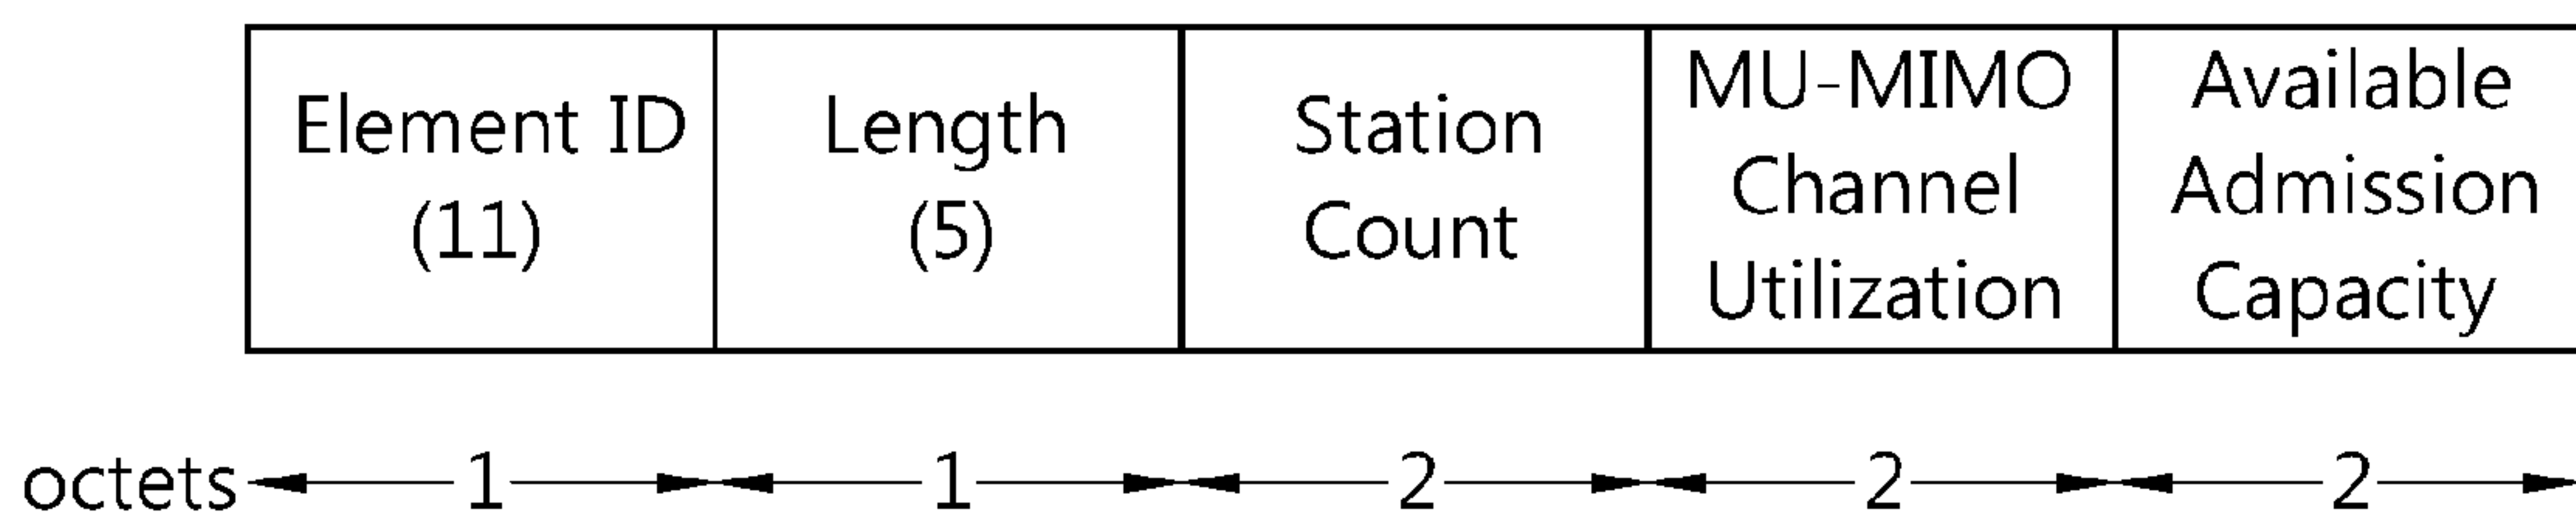 Element ID
(11)
Length
(5)
Station
Count
MU-MIMO
Channel
Utilization
Available
Admission
Capacity
octets 1 1 2 2 2